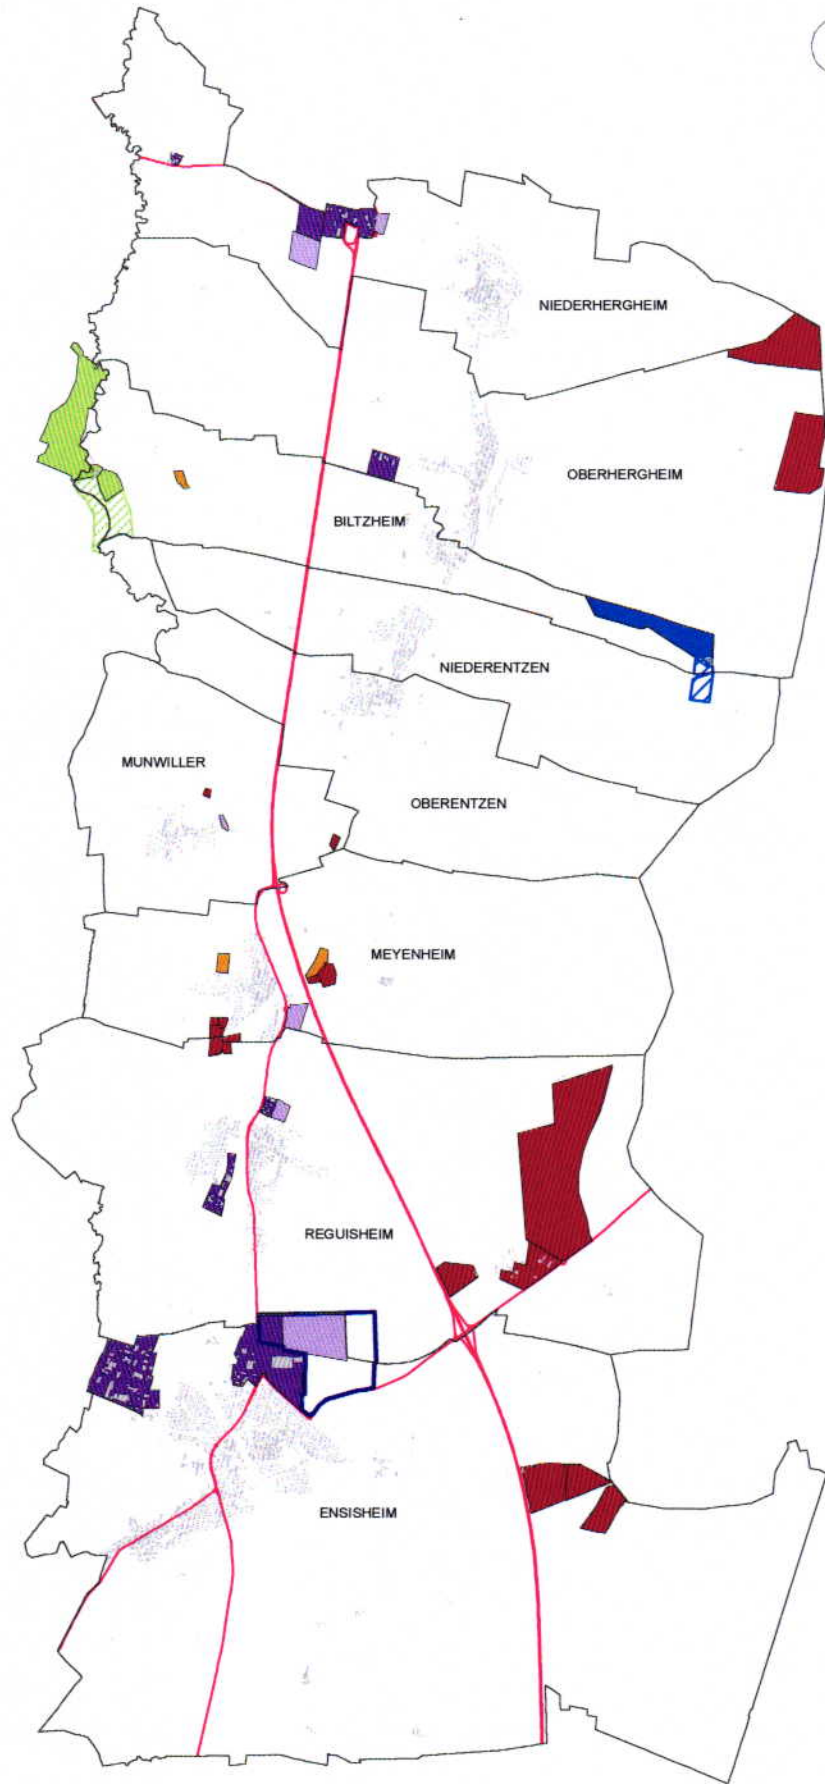 NIEDERHERGHEIM
OBERHERGHEIM
BILTZHEIM
NIEDERENTZEN
MUNWILLER
OBERENTZEN
MEYENHEIM
REGUISHEIM
ENSISHEIM